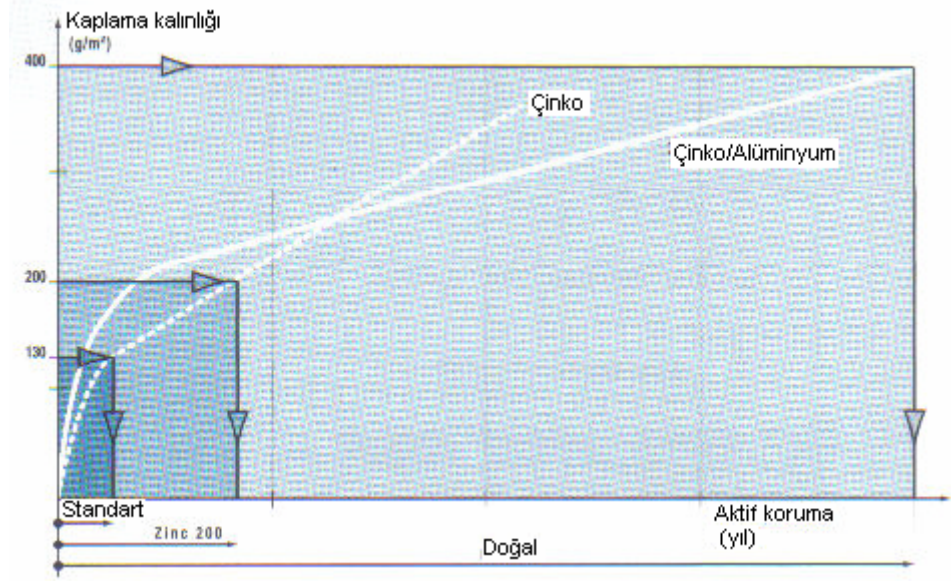 Kaplama kalınlığı
(g/m²)
400
Çinko
Çinko/Alüminyum
200
130
Standart
Aktif koruma
(yıl)
Zinc 200
Doğal